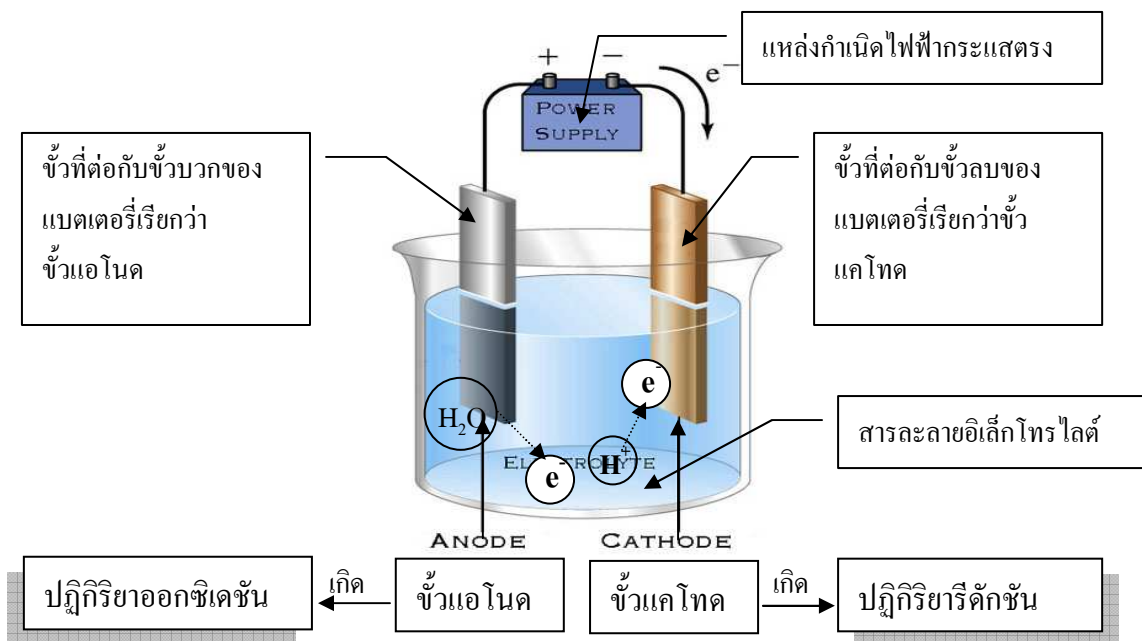 แหล่งกำเนิดไฟฟ้ากระแสตรง
+ −
e−
POWER
SUPPLY
ขั้วที่ต่อกับขั้วบวกของ
แบตเตอรี่เรียกว่า
ขั้วแอโนด
ขั้วที่ต่อกับขั้วลบของ
แบตเตอรี่เรียกว่าขั้ว
แคโทด
e-
H2O
สารละลายอิเล็กโทรไลต์
ELECTROLYTE
H+
e-
ANODE
CATHODE
ปฏิกิริยาออกซิเดชัน
เกิด
ขั้วแอโนด
ขั้วแคโทด
เกิด
ปฏิกิริยารีดักชัน